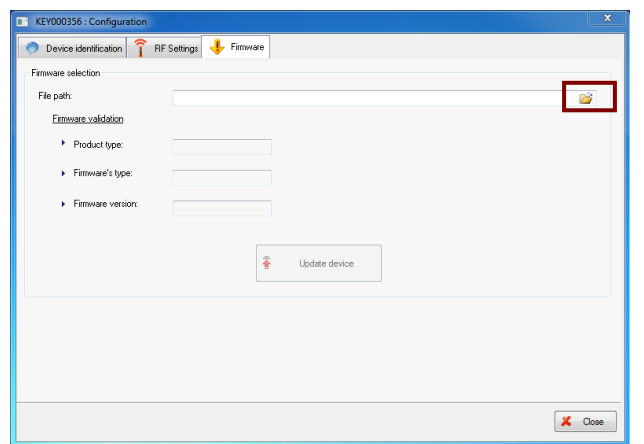 KEY000356 : Configuration
Device identification RF Settings Firmware
Firmware selection
File path:
Firmware validation
Product type:
Firmware's type:
Firmware version:
Update device
Close